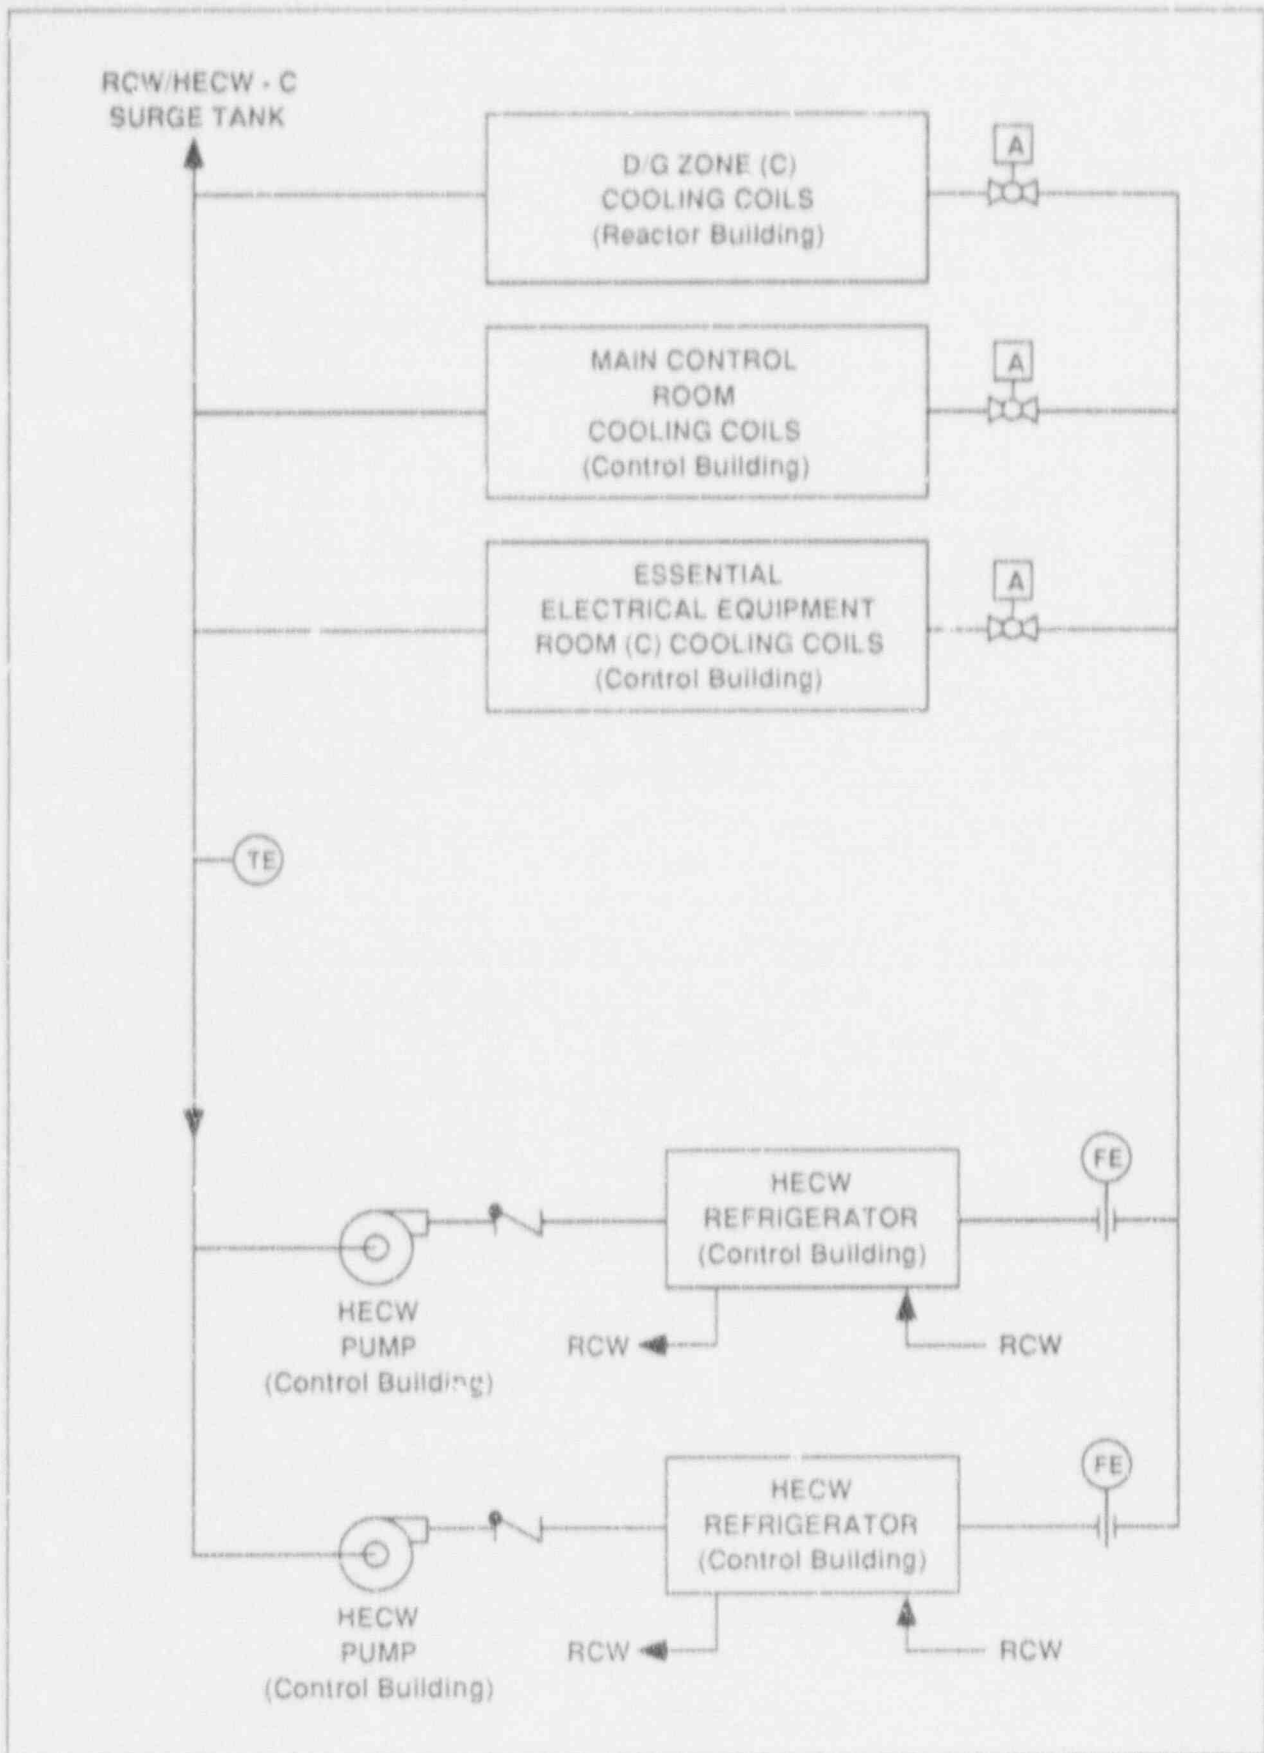 RCW/HECW - C
SURGE TANK
D/G ZONE (C)
COOLING COILS
(Reactor Building)
A
MAIN CONTROL
ROOM
COOLING COILS
(Control Building)
A
ESSENTIAL
ELECTRICAL EQUIPMENT
ROOM (C) COOLING COILS
(Control Building)
A
TE
HECW
REFRIGERATOR
(Control Building)
FE
HECW
PUMP
(Control Building)
RCW
RCW
HECW
REFRIGERATOR
(Control Building)
FE
HECW
PUMP
(Control Building)
RCW
RCW